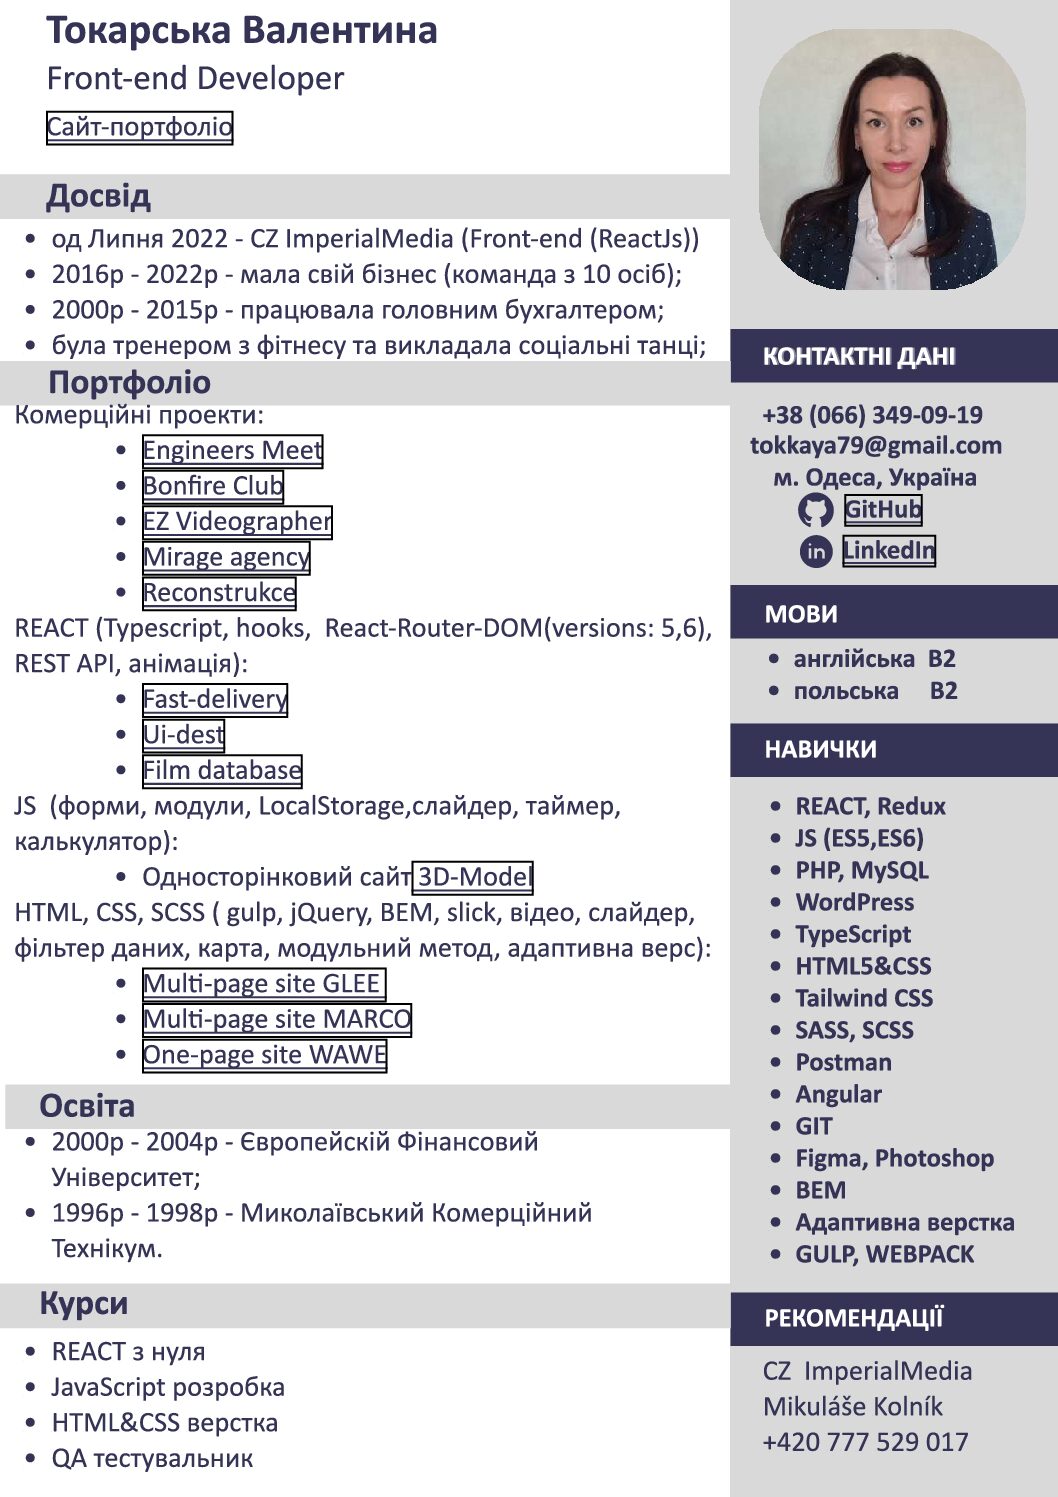 Токарська Валентина
Front-end Developer
Сайт-портфоліо
Досвід
• од Липня 2022 - CZ ImperialMedia (Front-end (ReactJs))
• 2016р - 2022р - мала свій бізнес (команда з 10 осіб);
• 2000р - 2015р - працювала головним бухгалтером;
• була тренером з фітнесу та викладала соціальні танці;
Портфоліо
Комерційні проекти:
• Engineers Meet
• Bonfire Club
• EZ Videographer
• Mirage agency
• Reconstrukce
REACT (Typescript, hooks, React-Router-DOM(versions: 5,6),
REST API, анімація):
• Fast-delivery
• Ui-dest
• Film database
JS (форми, модули, LocalStorage,слайдер, таймер,
калькулятор):
• Односторінковий сайт 3D-Model
HTML, CSS, SCSS ( gulp, jQuery, BEM, slick, відео, слайдер,
фільтер даних, карта, модульний метод, адаптивна верс):
• Multi-page site GLEE
• Multi-page site MARCO
• One-page site WAWE
Освіта
• 2000р - 2004р - Європейскій Фінансовий
Університет;
• 1996р - 1998р - Миколаївський Комерційний
Технікум.
Курси
• REACT з нуля
• JavaScript розробка
• HTML&CSS верстка
• QA тестувальник
КОНТАКТНІ ДАНІ
+38 (066) 349-09-19
tokkaya79@gmail.com
м. Одеса, Україна
GitHub
in LinkedIn
МОВИ
• англійська B2
• польська B2
НАВИЧКИ
• REACT, Redux
• JS (ES5,ES6)
• PHP, MySQL
• WordPress
• TypeScript
• HTML5&CSS
• Tailwind CSS
• SASS, SCSS
• Postman
• Angular
• GIT
• Figma, Photoshop
• BEM
• Адаптивна верстка
• GULP, WEBPACK
РЕКОМЕНДАЦІЇ
CZ ImperialMedia
Mikuláše Kolník
+420 777 529 017